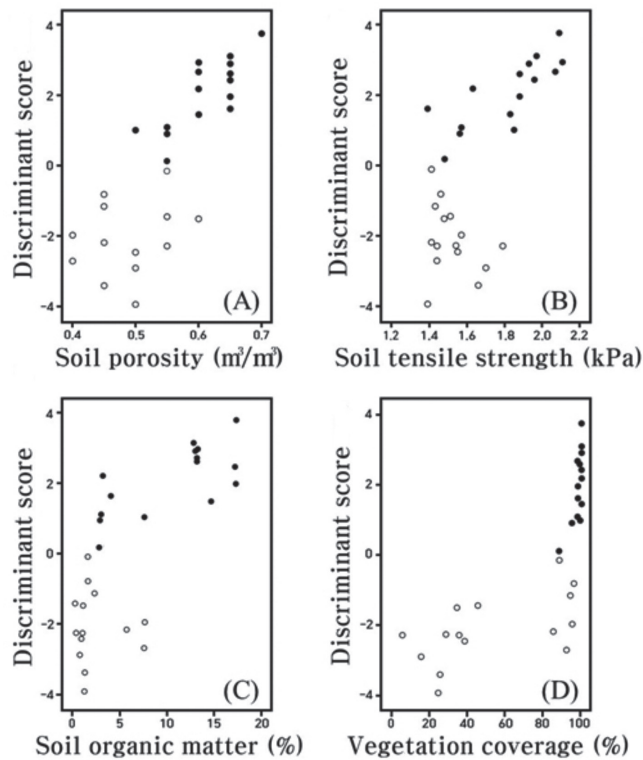 4
2
0
−2
−4
Discriminant score
(A)
0,4 0,5 0,6 0,7
Soil porosity (m³/m³)
4
2
0
−2
−4
Discriminant score
(B)
1.2 1.4 1.6 1.8 2.0 2.2
Soil tensile strength (kPa)
4
2
0
−2
−4
Discriminant score
(C)
0 5 10 15 20
Soil organic matter (%)
4
2
0
−2
−4
Discriminant score
(D)
0 20 40 60 80 100
Vegetation coverage (%)